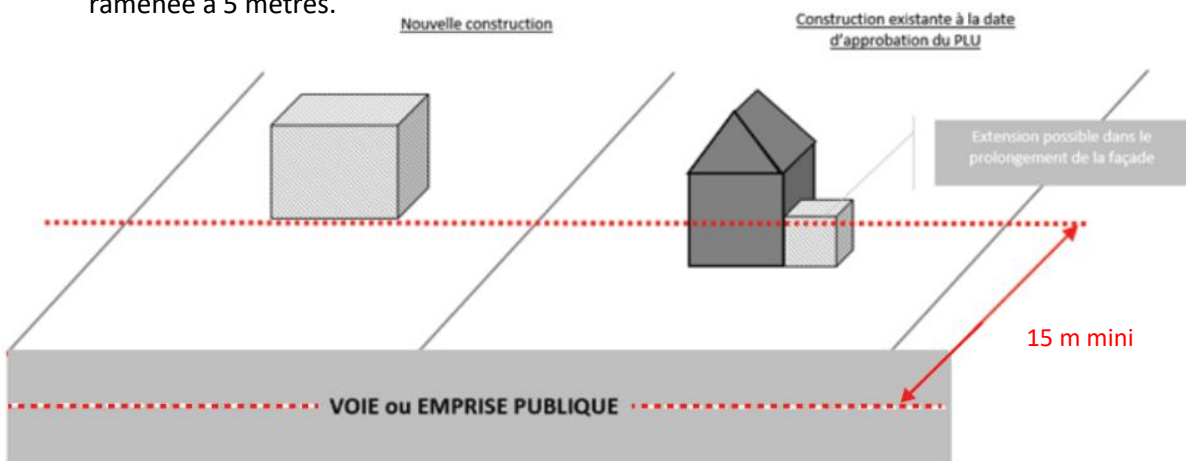 ramenée à 5 mètres.
Nouvelle construction
Construction existante à la date
d'approbation du PLU
Extension possible dans le
prolongement de la façade
15 m mini
VOIE ou EMPRISE PUBLIQUE